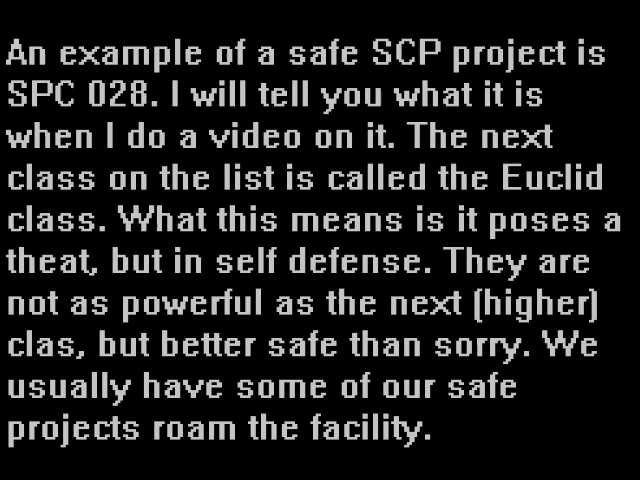 An example of a safe SCP project is
SPC 028. I will tell you what it is
when I do a video on it. The next
class on the list is called the Euclid
class. What this means is it poses a
theat, but in self defense. They are
not as powerful as the next (higher)
clas, but better safe than sorry. We
usually have some of our safe
projects roam the facility.